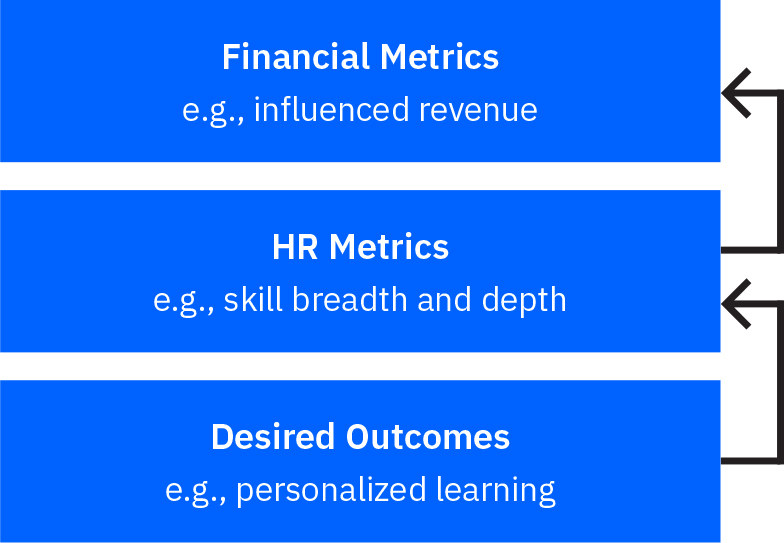 Financial Metrics
e.g., influenced revenue
HR Metrics
e.g., skill breadth and depth
Desired Outcomes
e.g., personalized learning